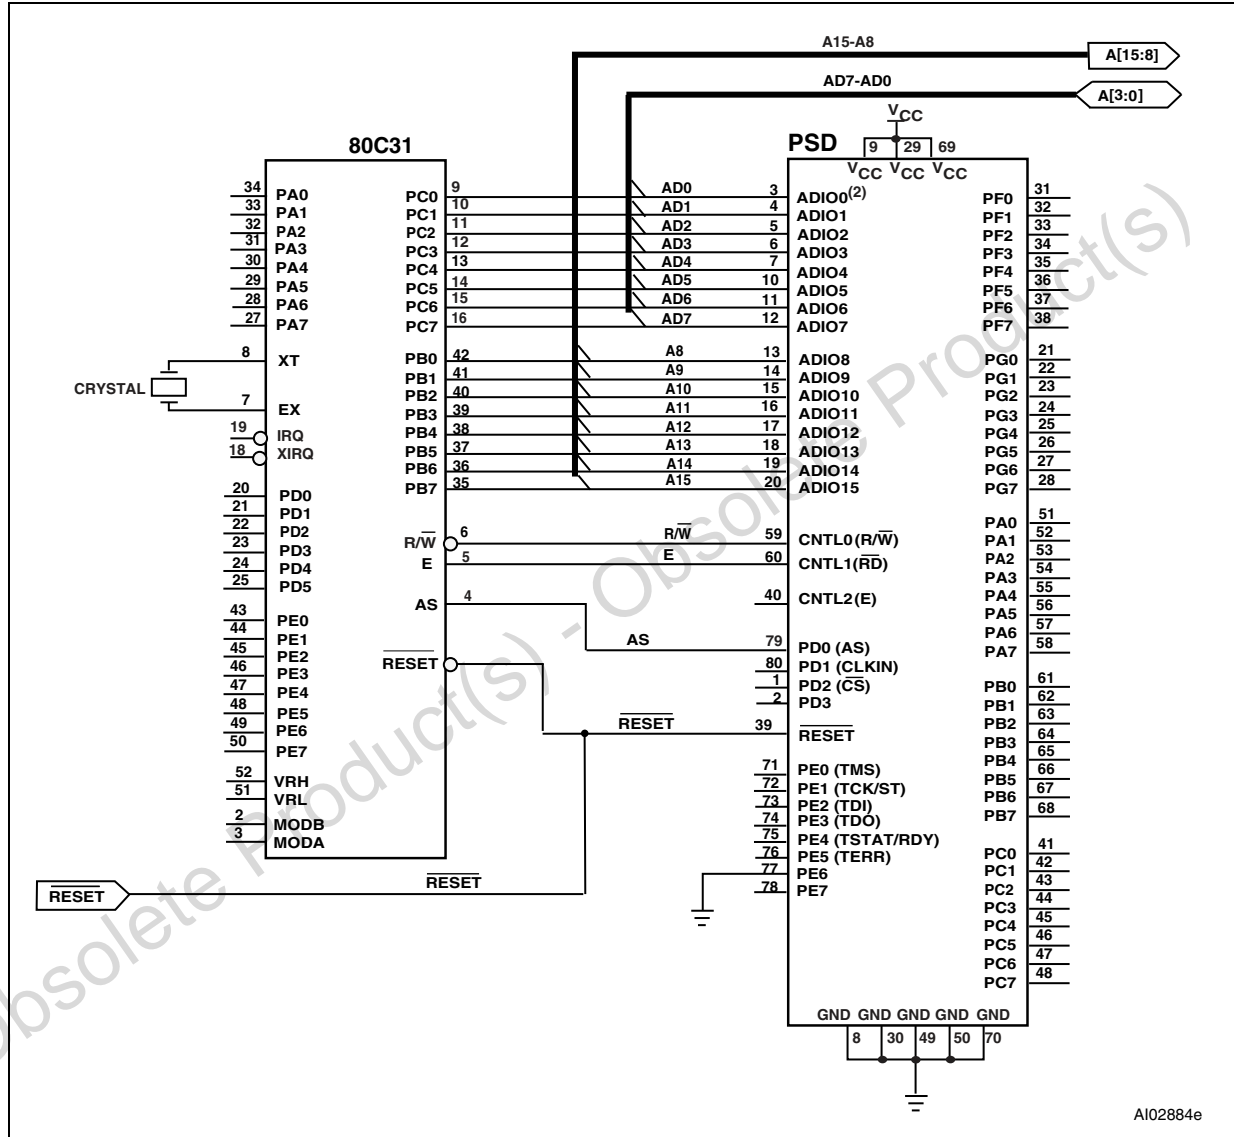 A15-A8
A[15:8]
AD7-AD0
A[3:0]
VCC
80C31
PSD
9 29 69
VCC VCC VCC
34 PA0
33 PA1
32 PA2
31 PA3
30 PA4
29 PA5
28 PA6
27 PA7
8 XT
CRYSTAL
7 EX
19 IRQ
18 XIRQ
20 PD0
21 PD1
22 PD2
23 PD3
24 PD4
25 PD5
43 PE0
44 PE1
45 PE2
46 PE3
47 PE4
48 PE5
49 PE6
50 PE7
52 VRH
51 VRL
2 MODB
3 MODA
PC0 9 AD0 3 ADIO0(2)
PC1 10 AD1 4 ADIO1
PC2 11 AD2 5 ADIO2
PC3 12 AD3 6 ADIO3
PC4 13 AD4 7 ADIO4
PC5 14 AD5 10 ADIO5
PC6 15 AD6 11 ADIO6
PC7 16 AD7 12 ADIO7
PB0 42 A8 13 ADIO8
PB1 41 A9 14 ADIO9
PB2 40 A10 15 ADIO10
PB3 39 A11 16 ADIO11
PB4 38 A12 17 ADIO12
PB5 37 A13 18 ADIO13
PB6 36 A14 19 ADIO14
PB7 35 A15 20 ADIO15
R/W̅ 6 R/W̅ 59 CNTL0(R/W̅)
E 5 E 60 CNTL1(R̅D̅)
40 CNTL2(E)
AS 4 AS 79 PD0 (AS)
80 PD1 (CLKIN)
1 PD2 (C̅S̅)
2 PD3
R̅E̅S̅E̅T̅ R̅E̅S̅E̅T̅ 39 R̅E̅S̅E̅T̅
71 PE0 (TMS)
72 PE1 (TCK/ST)
73 PE2 (TDI)
74 PE3 (TDO)
75 PE4 (TSTAT/RDY)
76 PE5 (TERR)
77 PE6
78 PE7
R̅E̅S̅E̅T̅ R̅E̅S̅E̅T̅
PF0 31
PF1 32
PF2 33
PF3 34
PF4 35
PF5 36
PF6 37
PF7 38
PG0 21
PG1 22
PG2 23
PG3 24
PG4 25
PG5 26
PG6 27
PG7 28
PA0 51
PA1 52
PA2 53
PA3 54
PA4 55
PA5 56
PA6 57
PA7 58
PB0 61
PB1 62
PB2 63
PB3 64
PB4 65
PB5 66
PB6 67
PB7 68
PC0 41
PC1 42
PC2 43
PC3 44
PC4 45
PC5 46
PC6 47
PC7 48
GND GND GND GND GND
8 30 49 50 70
AI02884e
Obsolete Product(s) - Obsolete Product(s)